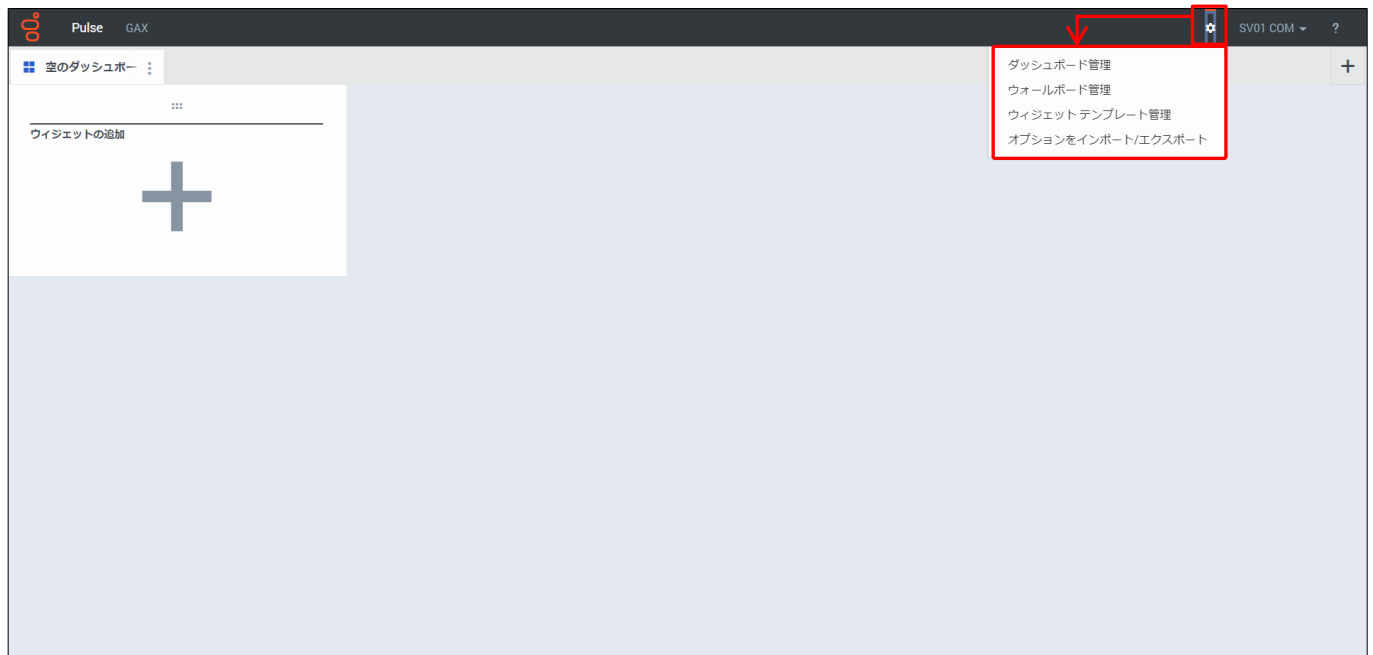 Pulse GAX SV01 COM ?
空のダッシュボー
ダッシュボード管理
ウォールボード管理
ウィジェット テンプレート管理
オプションをインポート/エクスポート
ウィジェットの追加